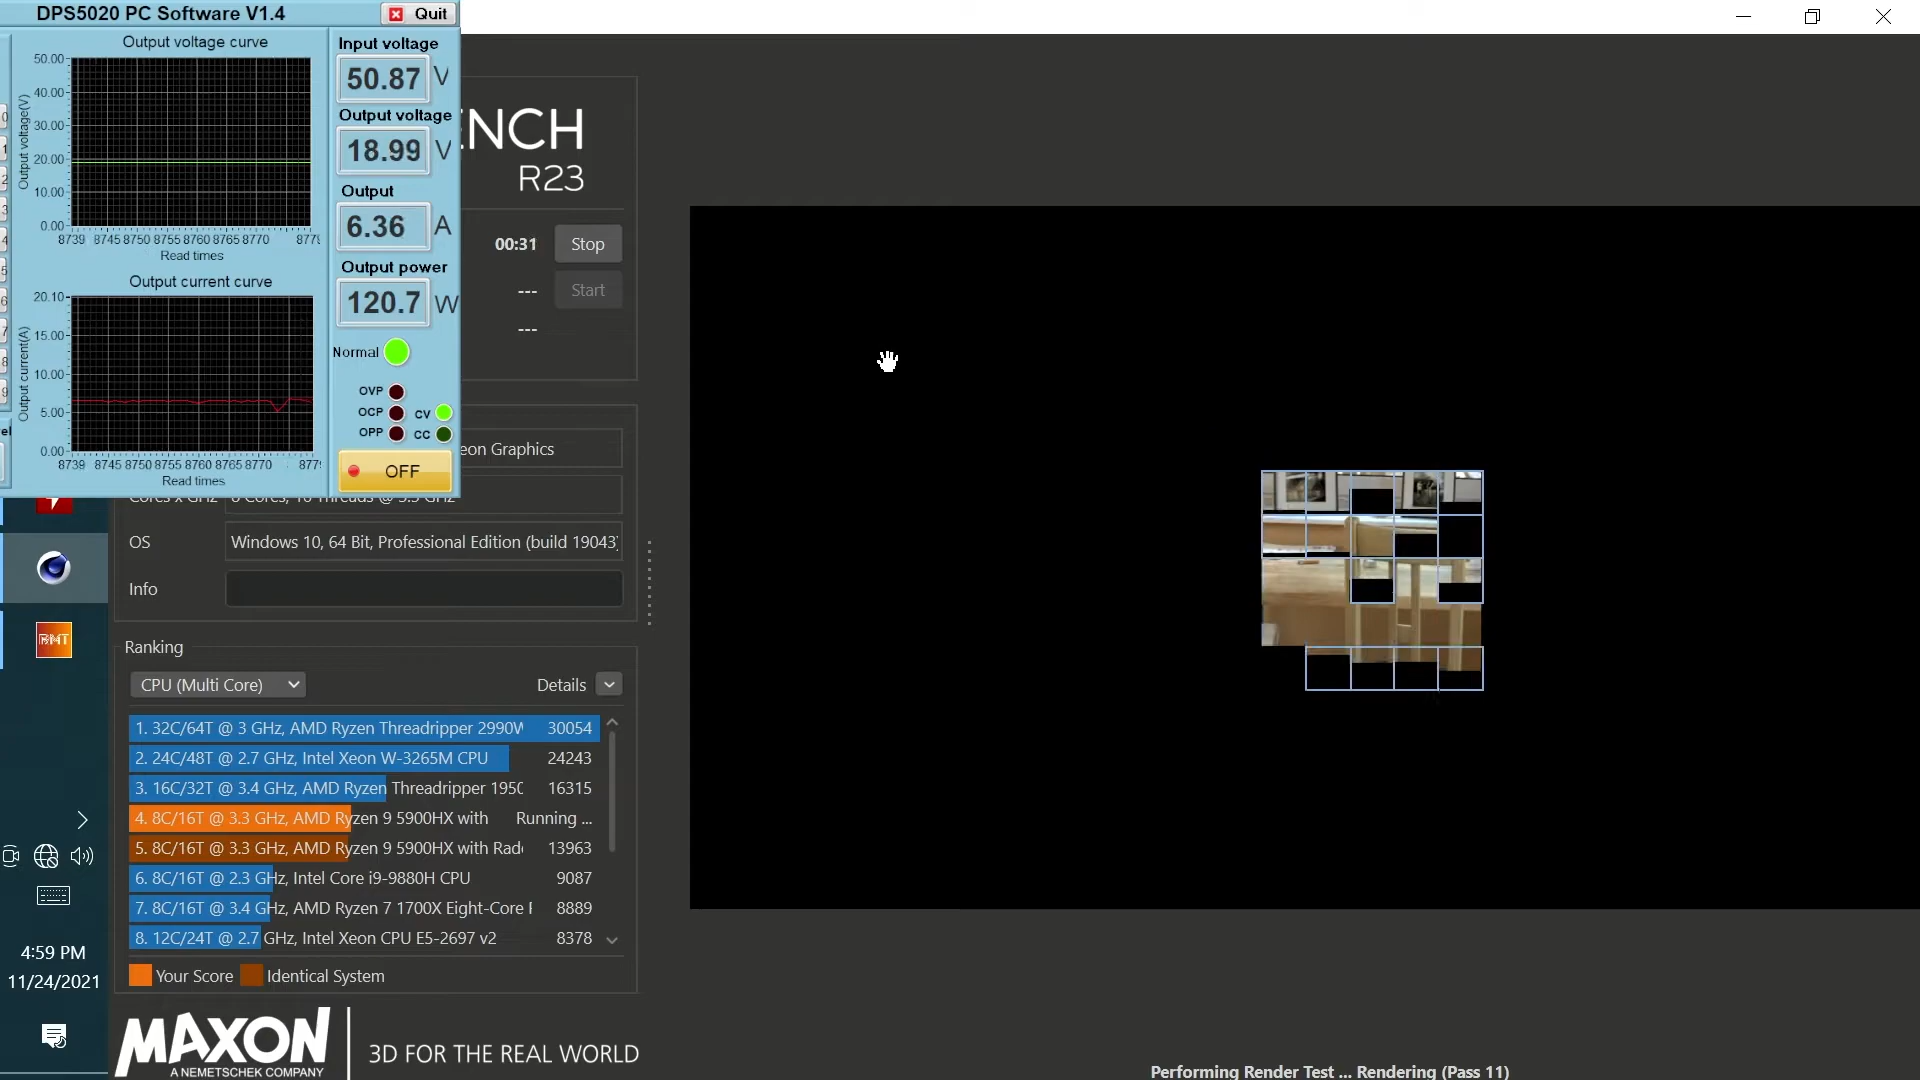 DPS5020 PC Software V1.4
Quit
Output voltage curve
50.00
40.00
30.00
20.00
10.00
0.00
Output voltage(V)
8739 8745 8750 8755 8760 8765 8770
Read times
Output current curve
20.10
15.00
10.00
5.00
0.00
Output current(A)
8739 8745 8750 8755 8760 8765 8770
Read times
Input voltage
50.87 V
Output voltage
18.99 V
Output
6.36 A
Output power
120.7 W
Normal
OVP
OCP CV
OPP CC
OFF
NCH
R23
00:31 Stop
--- Start
---
eon Graphics
OS Windows 10, 64 Bit, Professional Edition (build 19043)
Info
Ranking
CPU (Multi Core) Details
1. 32C/64T @ 3 GHz, AMD Ryzen Threadripper 2990W 30054
2. 24C/48T @ 2.7 GHz, Intel Xeon W-3265M CPU 24243
3. 16C/32T @ 3.4 GHz, AMD Ryzen Threadripper 1950 16315
4. 8C/16T @ 3.3 GHz, AMD Ryzen 9 5900HX with Running ...
5. 8C/16T @ 3.3 GHz, AMD Ryzen 9 5900HX with Rade 13963
6. 8C/16T @ 2.3 GHz, Intel Core i9-9880H CPU 9087
7. 8C/16T @ 3.4 GHz, AMD Ryzen 7 1700X Eight-Core 8889
8. 12C/24T @ 2.7 GHz, Intel Xeon CPU E5-2697 v2 8378
Your Score Identical System
MAXON
A NEMETSCHEK COMPANY
3D FOR THE REAL WORLD
BMT
4:59 PM
11/24/2021
Performing Render Test ... Rendering (Pass 11)